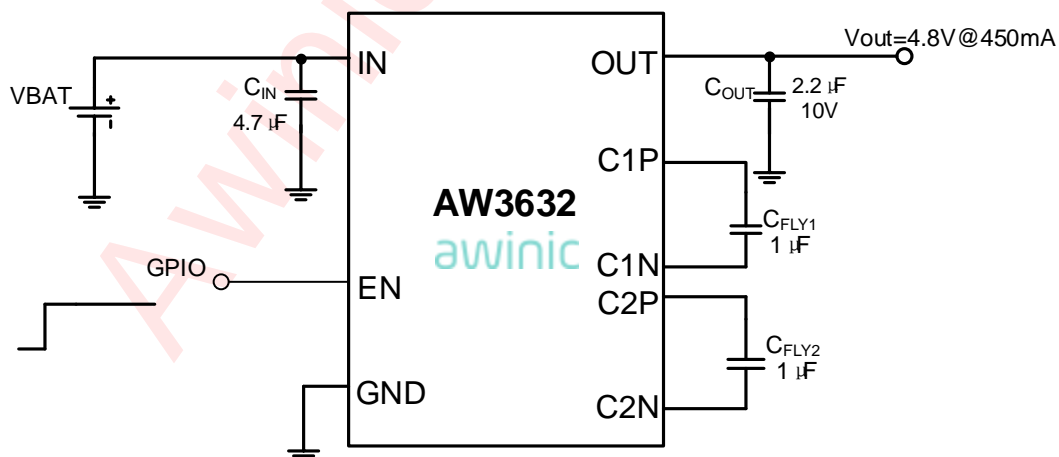 IN
OUT
Vout=4.8V@450mA
VBAT
+
CIN
4.7 µF
COUT
2.2 µF
10V
C1P
AW3632
awinic
CFLY1
1 µF
C1N
GPIO
EN
C2P
CFLY2
1 µF
GND
C2N
Awinic